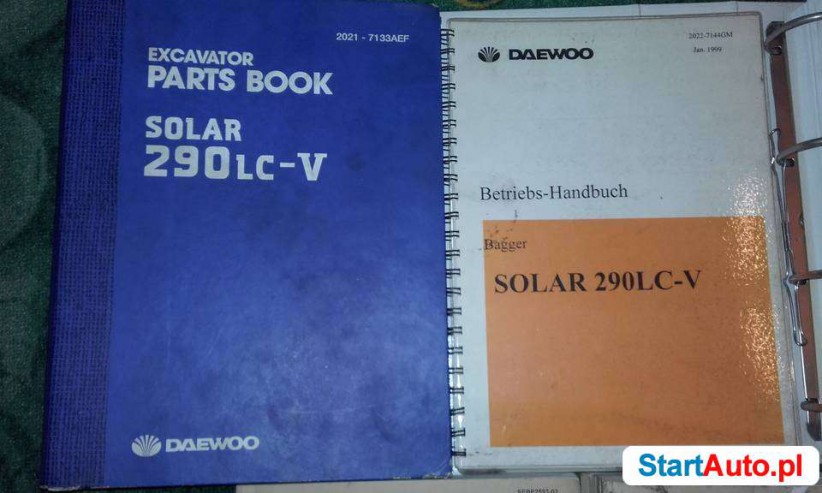 2021 - 7133AEF
EXCAVATOR
PARTS BOOK
SOLAR
290LC-V
DAEWOO
2022-7144GM
Jan. 1999
DAEWOO
Betriebs-Handbuch
Bagger
SOLAR 290LC-V
StartAuto.pl